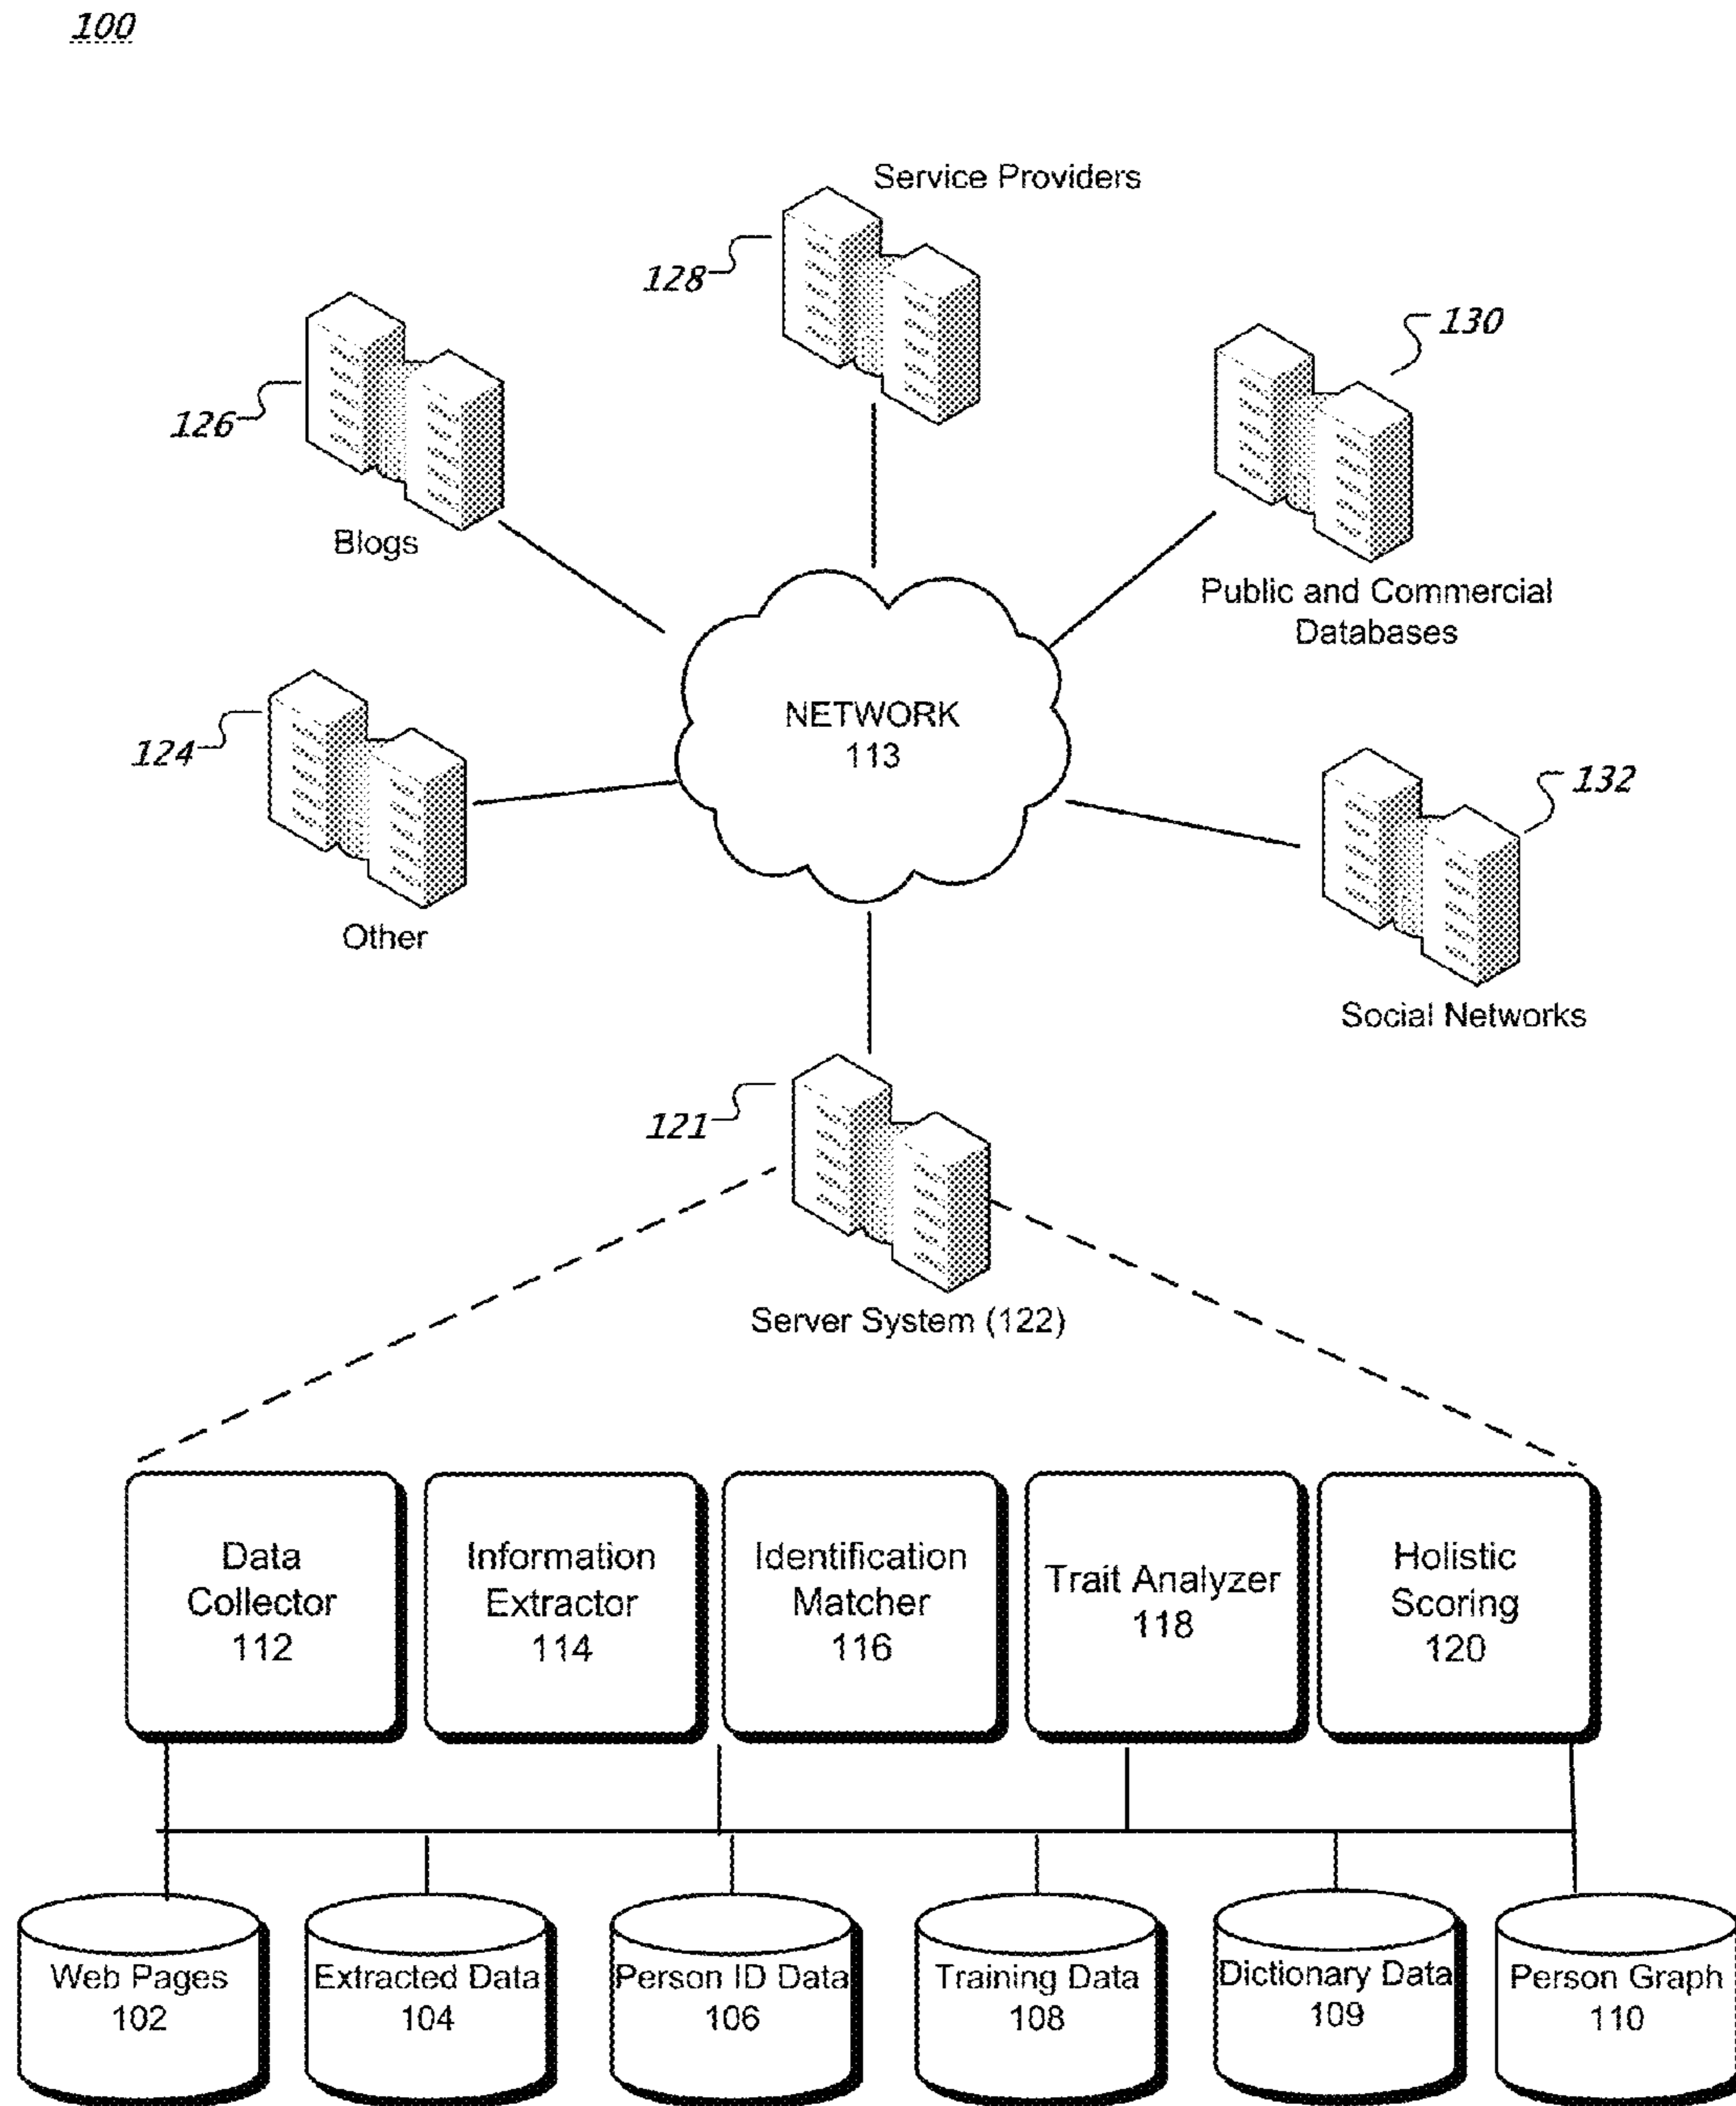 100
Service Providers
128
130
126
Blogs
Public and Commercial
Databases
NETWORK
113
124
132
Other
Social Networks
121
Server System (122)
Data
Collector
112
Information
Extractor
114
Identification
Matcher
116
Trait Analyzer
118
Holistic
Scoring
120
Web Pages
102
Extracted Data
104
Person ID Data
106
Training Data
108
Dictionary Data
109
Person Graph
110